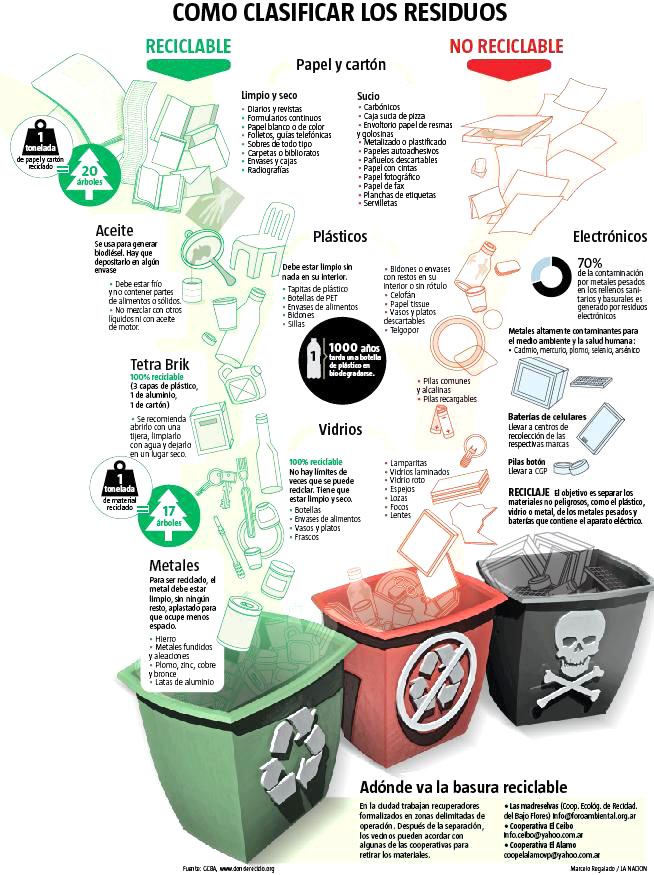 COMO CLASIFICAR LOS RESIDUOS
RECICLABLE
NO RECICLABLE
Papel y cartón
Limpio y seco
• Diarios y revistas
• Formularios continuos
• Papel blanco o de color
• Folletos, guías telefónicas
• Sobres de todo tipo
• Carpetas o biblioratos
• Envases y cajas
• Radiografías
Sucio
• Carbónicos
• Caja sucia de pizza
• Envoltorio papel de resmas
y golosinas
• Metalizado o plastificado
• Papeles autoadhesivos
• Pañuelos descartables
• Papel con cintas
• Papel fotográfico
• Papel de fax
• Planchas de etiquetas
• Servilletas
1
tonelada
de papel y cartón
reciclado
=
20
árboles
Aceite
Se usa para generar
biodiésel. Hay que
depositarlo en algún
envase
• Debe estar frío
y no contener partes
de alimentos o sólidos.
• No mezclar con otros
líquidos ni con aceite
de motor.
Plásticos
Debe estar limpio sin
nada en su interior.
• Tapitas de plástico
• Botellas de PET
• Envases de alimentos
• Bidones
• Sillas
• Bidones o envases
con restos en su
interior o sin rótulo
• Celofán
• Papel tissue
• Vasos y platos
descartables
• Telgopor
1
1000 años
tarda una botella
de plástico en
biodegradarse.
Electrónicos
70%
de la contaminación
por metales pesados
en los rellenos sani-
tarios y basurales es
generado por residuos
electrónicos
Metales altamente contaminantes para
el medio ambiente y la salud humana:
• Cadmio, mercurio, plomo, selenio, arsénico
Baterías de celulares
Llevar a centros de
recolección de las
respectivas marcas
Pilas botón
Llevar a CGP
RECICLAJE El objetivo es separar los
materiales no peligrosos, como el plástico,
vidrio o metal, de los metales pesados y
baterías que contiene el aparato eléctrico.
Tetra Brik
100% reciclable
(3 capas de plástico,
1 de aluminio,
1 de cartón)
• Se recomienda
abrirlo con una
tijera, limpiarlo
con agua y dejarlo
en un lugar seco.
• Pilas comunes
y alcalinas
• Pilas recargables
1
tonelada
de material
reciclado
=
17
árboles
Vidrios
100% reciclable
No hay límites de
veces que se puede
reciclar. Tiene que
estar limpio y seco.
• Botellas
• Envases de alimentos
• Vasos y platos
• Frascos
• Lamparitas
• Vidrios laminados
• Vidrio roto
• Espejos
• Lozas
• Focos
• Lentes
Metales
Para ser reciclado, el
metal debe estar
limpio, sin ningún
resto, aplastado para
que ocupe menos
espacio.
• Hierro
• Metales fundidos
y aleaciones
• Plomo, zinc, cobre
y bronce
• Latas de aluminio
Adónde va la basura reciclable
En la ciudad trabajan recuperadores
formalizados en zonas delimitadas de
operación. Después de la separación,
los vecinos pueden acordar con
algunas de las cooperativas para
retirar los materiales.
• Las madreselvas (Coop. Ecológ. de Recidad.
del Bajo Flores) info@foroambiental.org.ar
• Cooperativa El Ceibo
info.ceibo@yahoo.com.ar
• Cooperativa El Alamo
coopelalamovp@yahoo.com.ar
Fuente: GCBA, www.dondereciclo.org
Marcelo Regalado / LA NACION